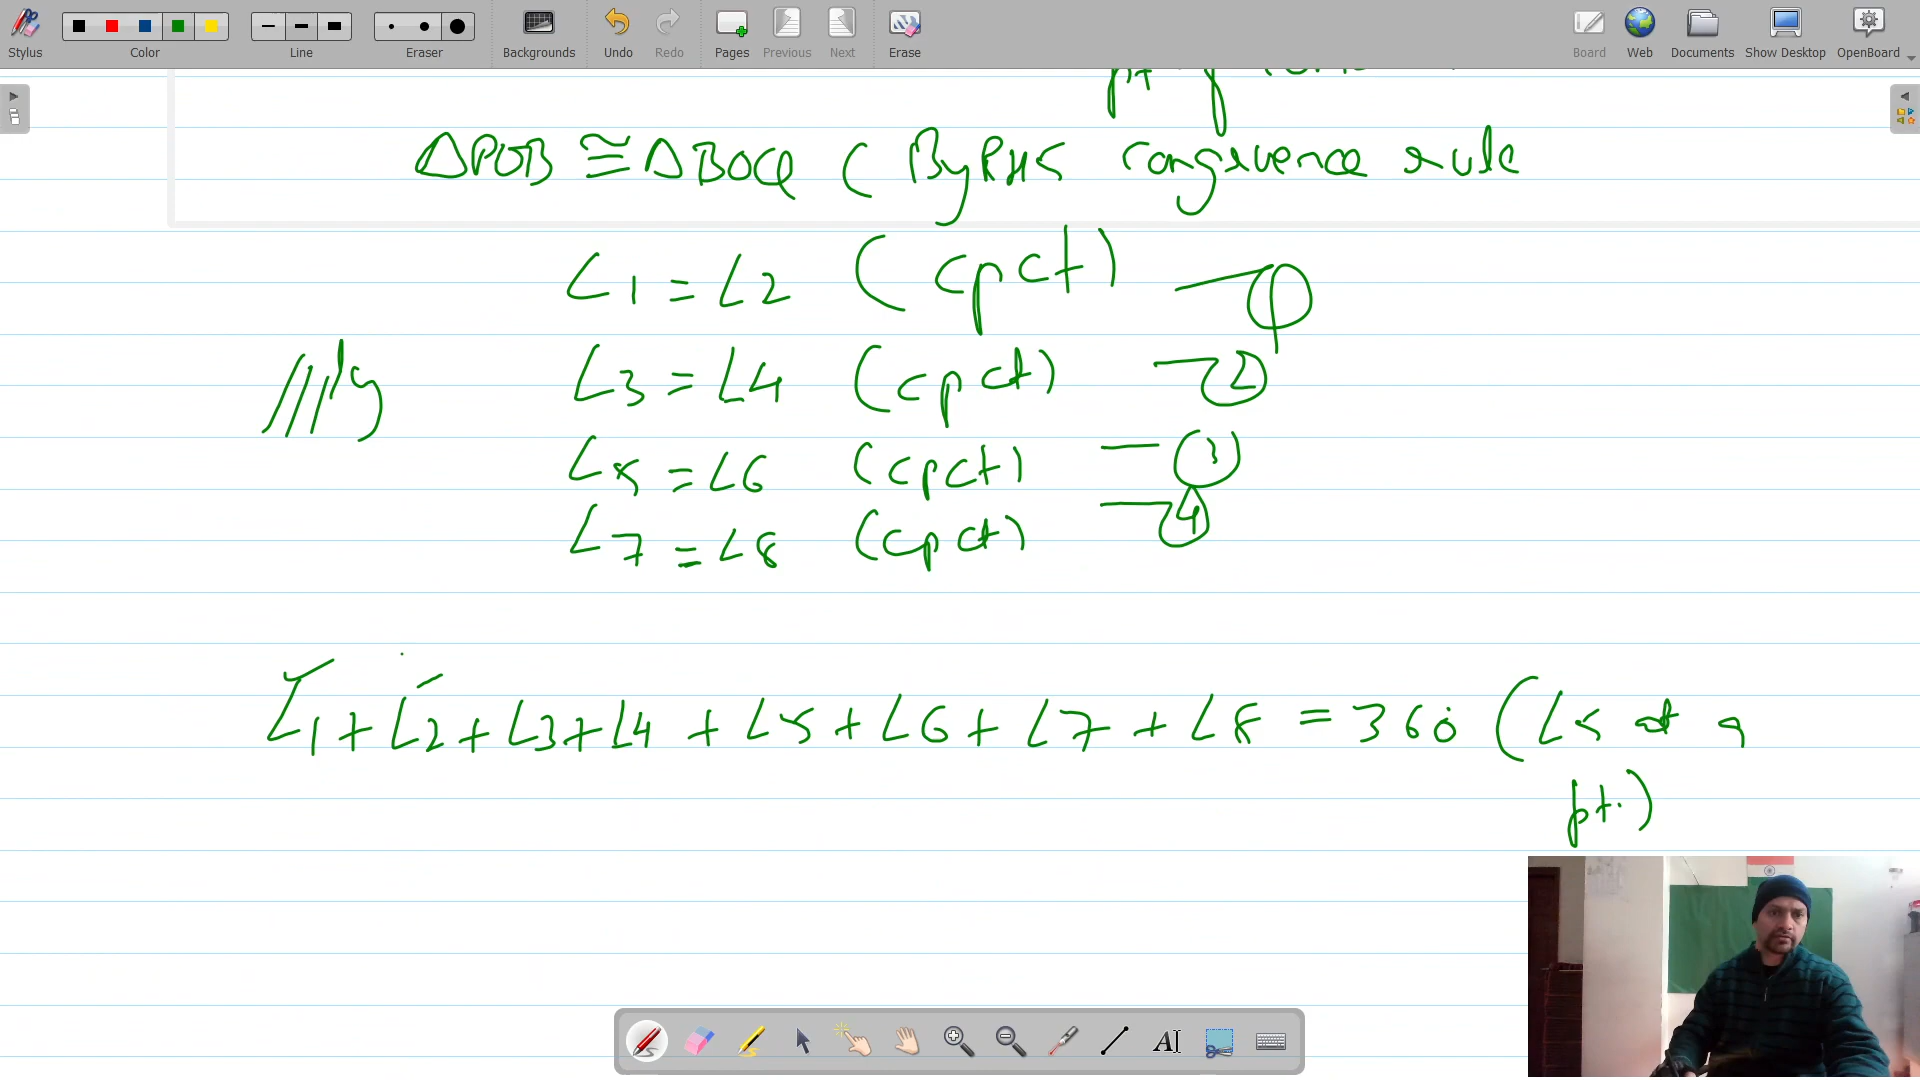 Stylus Color Line Eraser Backgrounds Undo Redo Pages Previous Next Erase Board Web Documents Show Desktop OpenBoard
△POB ≅ △BOQ ( By RHS congruence rule
∠1 = ∠2 (cpct) — ①
///ly ∠3 = ∠4 (cpct) — ②
∠5 = ∠6 (cpct) — ③
∠7 = ∠8 (cpct) — ④
∠1 + ∠2 + ∠3 + ∠4 + ∠5 + ∠6 + ∠7 + ∠8 = 360° (∠s at a
pt.)